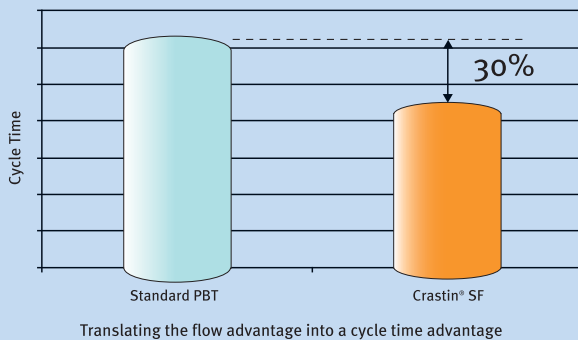 30%
Cycle Time
Standard PBT
Crastin® SF
Translating the flow advantage into a cycle time advantage